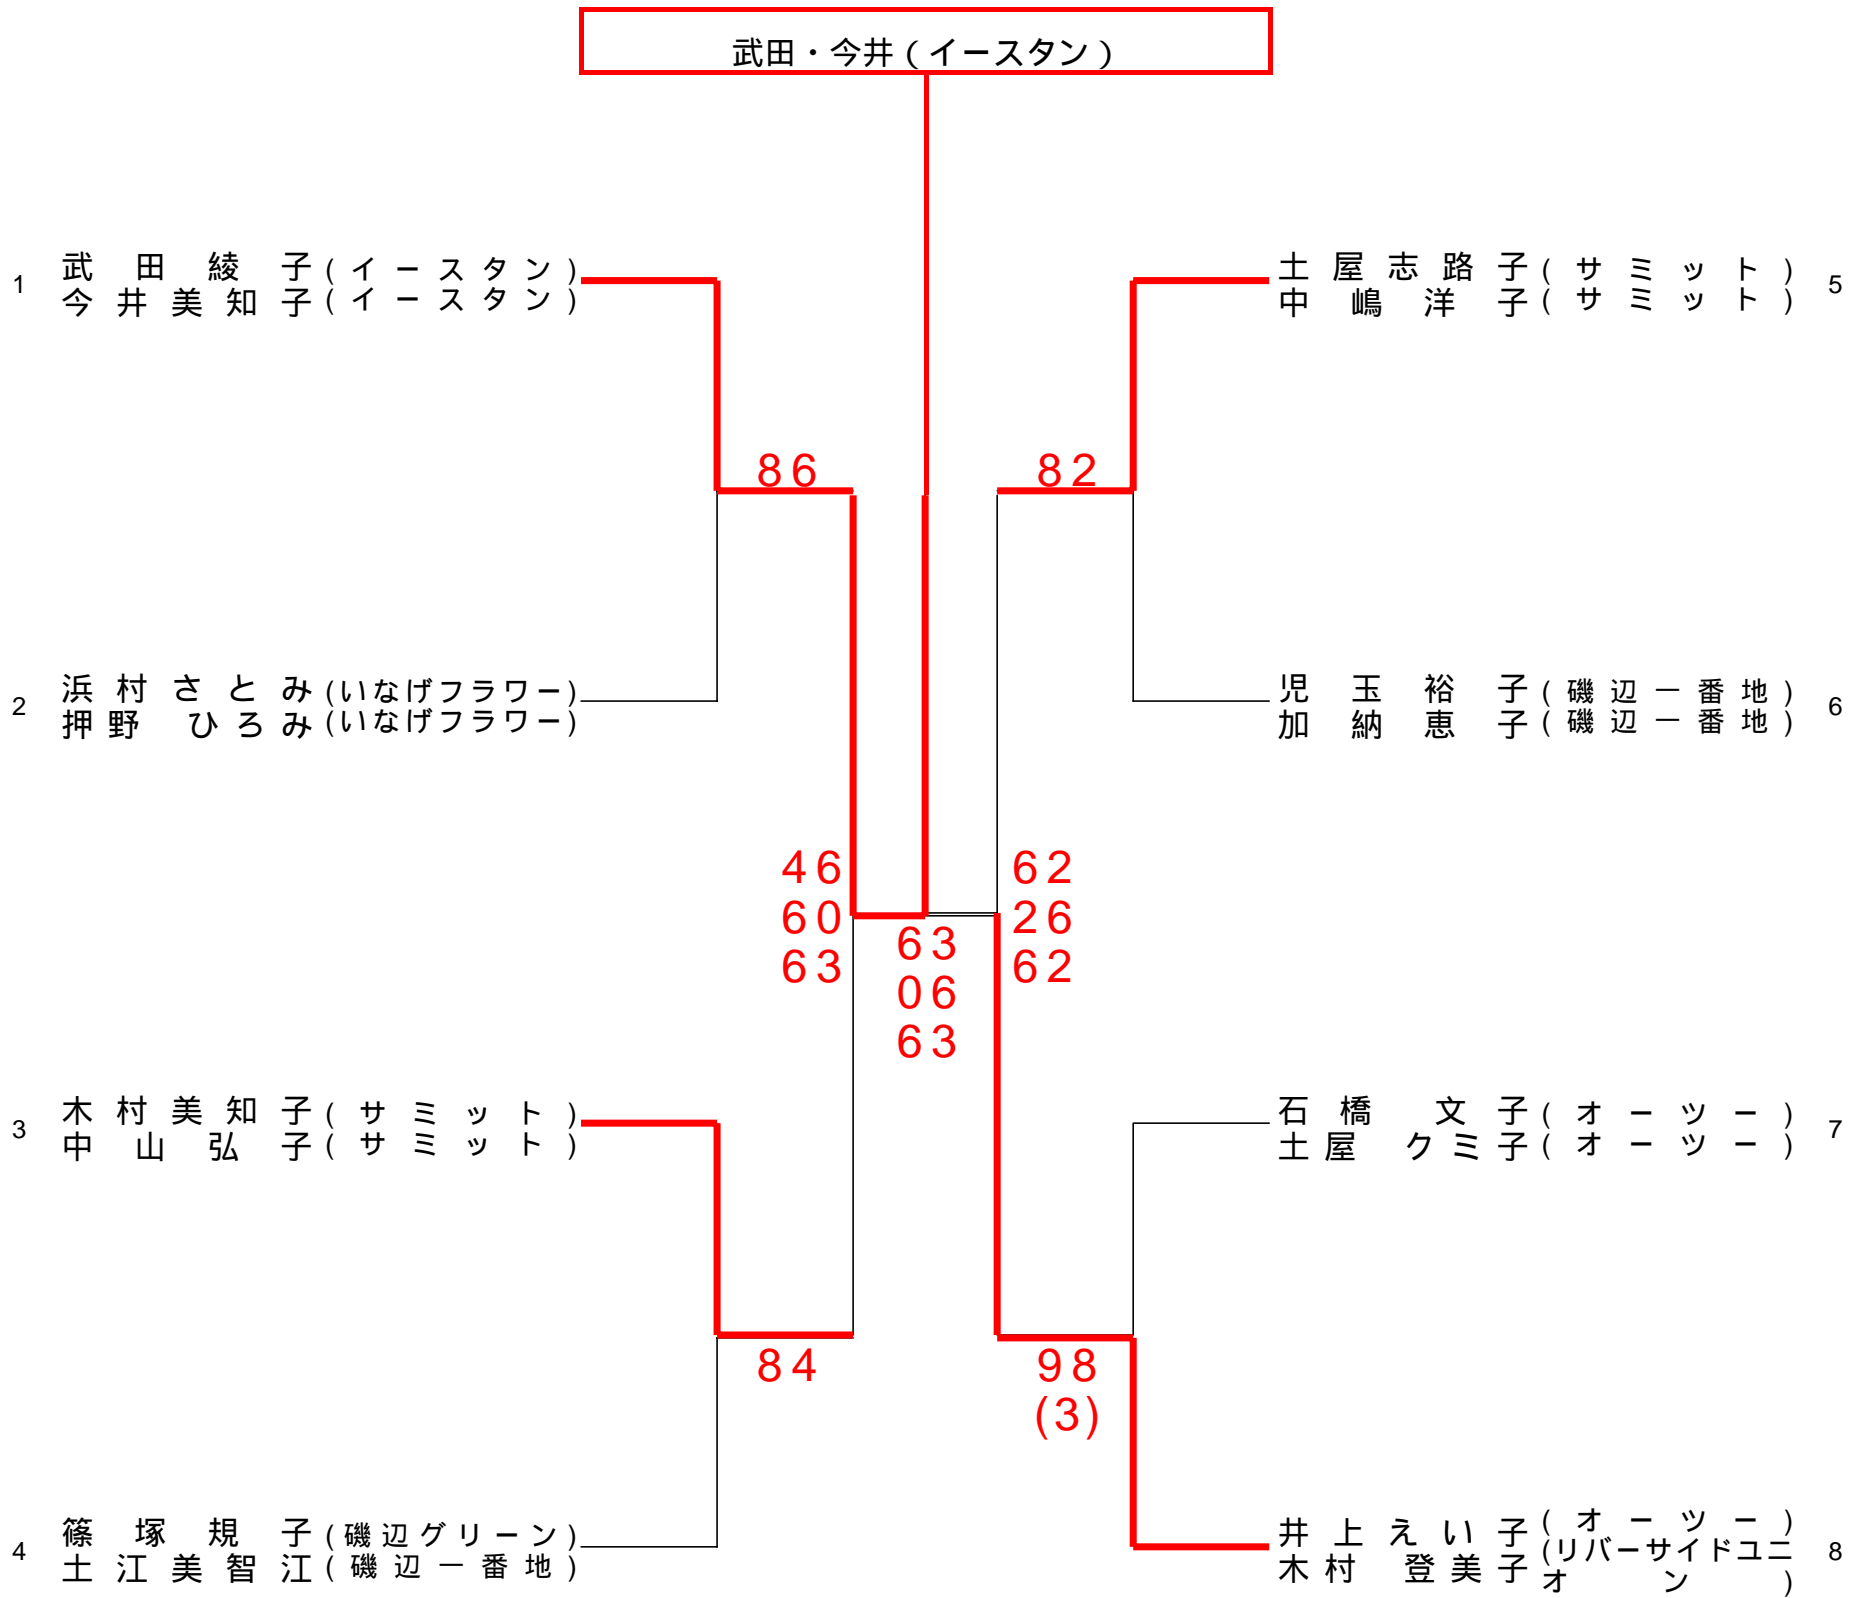 武田・今井（イースタン）
1 武田綾子(イースタン)
今井美知子(イースタン)
土屋志路子(サミット) 5
中嶋洋子(サミット)
86
82
2 浜村さとみ(いなげフラワー)
押野 ひろみ(いなげフラワー)
児玉裕子(磯辺一番地) 6
加納恵子(磯辺一番地)
46
60
63
63
06
63
62
26
62
3 木村美知子(サミット)
中山弘子(サミット)
石橋 文子(オーツー) 7
土屋 クミ子(オーツー)
84
98
(3)
4 篠塚規子(磯辺グリーン)
土江美智江(磯辺一番地)
井上えい子(オーツー) 8
木村 登美子(リバーサイドユニ
オン)